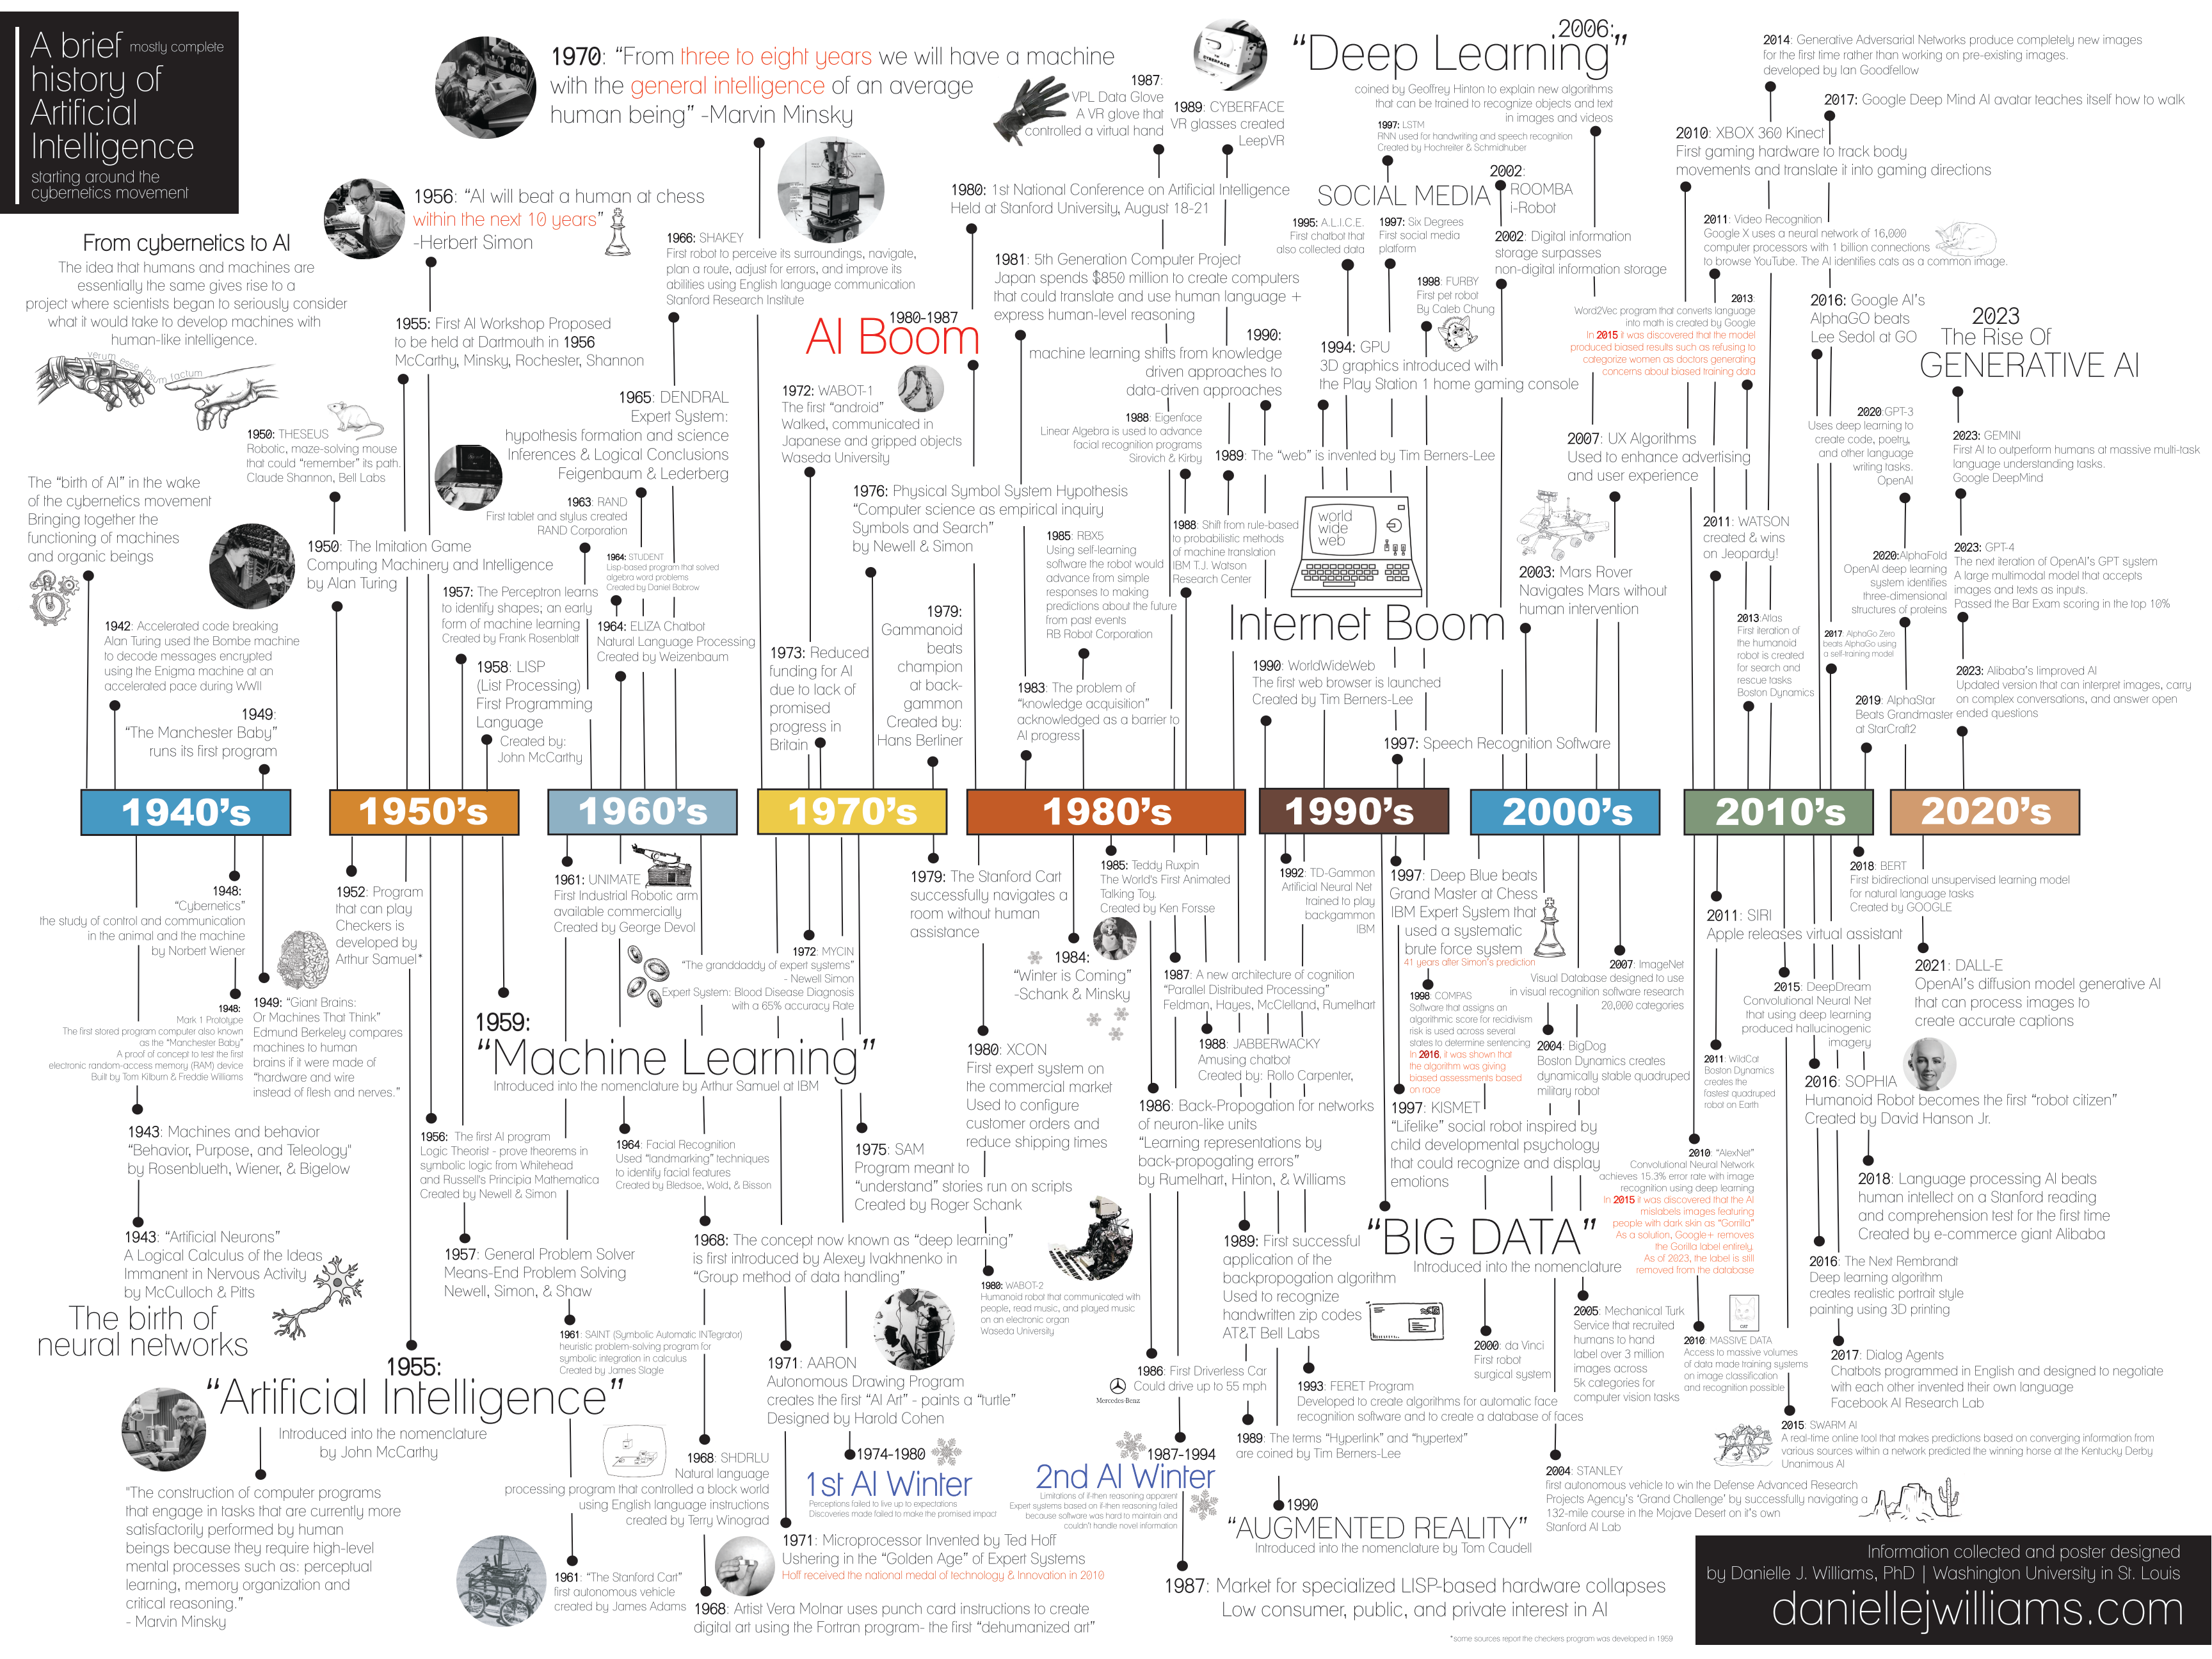 A brief mostly complete
history of
Artificial
Intelligence
starting around the
cybernetics movement
From cybernetics to AI
The idea that humans and machines are
essentially the same gives rise to a
project where scientists began to seriously consider
what it would take to develop machines with
human-like intelligence.
verum esse ipsum factum
The "birth of AI" in the wake
of the cybernetics movement
Bringing together the
functioning of machines
and organic beings
1942: Accelerated code breaking
Alan Turing used the Bombe machine
to decode messages encrypted
using the Enigma machine at an
accelerated pace during WWII
1949:
"The Manchester Baby"
runs its first program
1950: THESEUS
Robotic, maze-solving mouse
that could "remember" its path.
Claude Shannon, Bell Labs
1950: The Imitation Game
Computing Machinery and Intelligence
by Alan Turing
1956: "AI will beat a human at chess
within the next 10 years"
-Herbert Simon
1955: First AI Workshop Proposed
to be held at Dartmouth in 1956
McCarthy, Minsky, Rochester, Shannon
1957: The Perceptron learns
to identify shapes; an early
form of machine learning
Created by Frank Rosenblatt
1958: LISP
(List Processing)
First Programming
Language
Created by:
John McCarthy
1970: "From three to eight years we will have a machine
with the general intelligence of an average
human being" -Marvin Minsky
1966: SHAKEY
First robot to perceive its surroundings, navigate,
plan a route, adjust for errors, and improve its
abilities using English language communication
Stanford Research Institute
1965: DENDRAL
Expert System:
hypothesis formation and science
Inferences & Logical Conclusions
Feigenbaum & Lederberg
1963: RAND
First tablet and stylus created
RAND Corporation
1964: STUDENT
Lisp-based program that solved
algebra word problems
Created by Daniel Bobrow
1964: ELIZA Chatbot
Natural Language Processing
Created by Weizenbaum
1980-1987
AI Boom
1972: WABOT-1
The first "android"
Walked, communicated in
Japanese and gripped objects
Waseda University
1976: Physical Symbol System Hypothesis
"Computer science as empirical inquiry
Symbols and Search"
by Newell & Simon
1973: Reduced
funding for AI
due to lack of
promised
progress in
Britain
1979:
Gammanoid
beats
champion
at back-
gammon
Created by:
Hans Berliner
1987:
VPL Data Glove
A VR glove that
controlled a virtual hand
1989: CYBERFACE
VR glasses created
LeepVR
1980: 1st National Conference on Artificial Intelligence
Held at Stanford University, August 18-21
1981: 5th Generation Computer Project
Japan spends $850 million to create computers
that could translate and use human language +
express human-level reasoning
1990:
machine learning shifts from knowledge
driven approaches to
data-driven approaches
1988: Eigenface
Linear Algebra is used to advance
facial recognition programs
Sirovich & Kirby
1989: The "web" is invented by Tim Berners-Lee
1985: RBX5
Using self-learning
software the robot would
advance from simple
responses to making
predictions about the future
from past events
RB Robot Corporation
1988: Shift from rule-based
to probabilistic methods
of machine translation
IBM T.J. Watson
Research Center
1983: The problem of
"knowledge acquisition"
acknowledged as a barrier to
AI progress
2006:
"Deep Learning"
coined by Geoffrey Hinton to explain new algorithms
that can be trained to recognize objects and text
in images and videos
1997: LSTM
RNN used for handwriting and speech recognition
Created by Hochreiter & Schmidhuber
SOCIAL MEDIA
1995: A.L.I.C.E.
First chatbot that
also collected data
1997: Six Degrees
First social media
platform
2002:
ROOMBA
i-Robot
2002: Digital information
storage surpasses
non-digital information storage
1998: FURBY
First pet robot
By Caleb Chung
1994: GPU
3D graphics introduced with
the Play Station 1 home gaming console
world
wide
web
Internet Boom
1990: WorldWideWeb
The first web browser is launched
Created by Tim Berners-Lee
1997: Speech Recognition Software
2007: UX Algorithms
Used to enhance advertising
and user experience
2003: Mars Rover
Navigates Mars without
human intervention
2014: Generative Adversarial Networks produce completely new images
for the first time rather than working on pre-existing images.
developed by Ian Goodfellow
2017: Google Deep Mind AI avatar teaches itself how to walk
2010: XBOX 360 Kinect
First gaming hardware to track body
movements and translate it into gaming directions
2011: Video Recognition
Google X uses a neural network of 16,000
computer processors with 1 billion connections
to browse YouTube. The AI identifies cats as a common image.
2013:
Word2Vec program that converts language
into math is created by Google
In 2015 it was discovered that the model
produced biased results such as refusing to
categorize women as doctors generating
concerns about biased training data
2016: Google AI's
AlphaGO beats
Lee Sedol at GO
2023
The Rise Of
GENERATIVE AI
2020:GPT-3
Uses deep learning to
create code, poetry,
and other language
writing tasks.
OpenAI
2023: GEMINI
First AI to outperform humans at massive multi-task
language understanding tasks.
Google DeepMind
2011: WATSON
created & wins
on Jeopardy!
2020:AlphaFold
OpenAI deep learning
system identifies
three-dimensional
structures of proteins
2023: GPT-4
The next iteration of OpenAI's GPT system
A large multimodal model that accepts
images and texts as inputs.
Passed the Bar Exam scoring in the top 10%
2013:Atlas
First iteration of
the humanoid
robot is created
for search and
rescue tasks
Boston Dynamics
2017: AlphaGo Zero
beats AlphaGo using
a self-training model
2019: AlphaStar
Beats Grandmaster
at StarCraft2
2023: Alibaba's Iimproved AI
Updated version that can interpret images, carry
on complex conversations, and answer open
ended questions
1940's
1950's
1960's
1970's
1980's
1990's
2000's
2010's
2020's
1948:
"Cybernetics"
the study of control and communication
in the animal and the machine
by Norbert Wiener
1948:
Mark 1 Prototype
The first stored program computer also known
as the "Manchester Baby"
A proof of concept to test the first
electronic random-access memory (RAM) device
Built by Tom Kilburn & Freddie Williams
1949: "Giant Brains:
Or Machines That Think"
Edmund Berkeley compares
machines to human
brains if it were made of
"hardware and wire
instead of flesh and nerves."
1943: Machines and behavior
"Behavior, Purpose, and Teleology"
by Rosenblueth, Wiener, & Bigelow
1943: "Artificial Neurons"
A Logical Calculus of the Ideas
Immanent in Nervous Activity
by McCulloch & Pitts
The birth of
neural networks
1952: Program
that can play
Checkers is
developed by
Arthur Samuel*
1959:
"Machine Learning"
Introduced into the nomenclature by Arthur Samuel at IBM
1956: The first AI program
Logic Theorist - prove theorems in
symbolic logic from Whitehead
and Russell's Principia Mathematica
Created by Newell & Simon
1957: General Problem Solver
Means-End Problem Solving
Newell, Simon, & Shaw
1955:
"Artificial Intelligence"
Introduced into the nomenclature
by John McCarthy
"The construction of computer programs
that engage in tasks that are currently more
satisfactorily performed by human
beings because they require high-level
mental processes such as: perceptual
learning, memory organization and
critical reasoning."
- Marvin Minsky
1961: UNIMATE
First Industrial Robotic arm
available commercially
Created by George Devol
1972: MYCIN
"The granddaddy of expert systems"
- Newell Simon
Expert System: Blood Disease Diagnosis
with a 65% accuracy Rate
1964: Facial Recognition
Used "landmarking" techniques
to identify facial features
Created by Bledsoe, Wold, & Bisson
1968: The concept now known as "deep learning"
is first introduced by Alexey Ivakhnenko in
"Group method of data handling"
1961: SAINT (Symbolic Automatic INTegrator)
heuristic problem-solving program for
symbolic integration in calculus
Created by James Slagle
1968: SHDRLU
Natural language
processing program that controlled a block world
using English language instructions
created by Terry Winograd
1961: "The Stanford Cart"
first autonomous vehicle
created by James Adams
1968: Artist Vera Molnar uses punch card instructions to create
digital art using the Fortran program- the first "dehumanized art"
1971: AARON
Autonomous Drawing Program
creates the first "AI Art" - paints a "turtle"
Designed by Harold Cohen
1974-1980
1st AI Winter
Perceptions failed to live up to expectations
Discoveries made failed to make the promised impact
1971: Microprocessor Invented by Ted Hoff
Ushering in the "Golden Age" of Expert Systems
Hoff received the national medal of technology & Innovation in 2010
1975: SAM
Program meant to
"understand" stories run on scripts
Created by Roger Schank
1979: The Stanford Cart
successfully navigates a
room without human
assistance
1980: XCON
First expert system on
the commercial market
Used to configure
customer orders and
reduce shipping times
1980: WABOT-2
Humanoid robot that communicated with
people, read music, and played music
on an electronic organ
Waseda University
1984:
"Winter is Coming"
-Schank & Minsky
1985: Teddy Ruxpin
The World's First Animated
Talking Toy.
Created by Ken Forsse
1987: A new architecture of cognition
"Parallel Distributed Processing"
Feldman, Hayes, McClelland, Rumelhart
1988: JABBERWACKY
Amusing chatbot
Created by: Rollo Carpenter,
1986: Back-Propogation for networks
of neuron-like units
"Learning representations by
back-propogating errors"
by Rumelhart, Hinton, & Williams
1989: First successful
application of the
backpropogation algorithm
Used to recognize
handwritten zip codes
AT&T Bell Labs
1986: First Driverless Car
Could drive up to 55 mph
Mercedes-Benz
1987-1994
2nd AI Winter
Limitations of if-then reasoning apparent
Expert systems based on if-then reasoning failed
because software was hard to maintain and
couldn't handle novel information
1987: Market for specialized LISP-based hardware collapses
Low consumer, public, and private interest in AI
1992: TD-Gammon
Artificial Neural Net
trained to play
backgammon
IBM
1997: Deep Blue beats
Grand Master at Chess
IBM Expert System that
used a systematic
brute force system
41 years after Simon's prediction
1998: COMPAS
Software that assigns an
algorithmic score for recidivism
risk is used across several
states to determine sentencing
In 2016, it was shown that
the algorithm was giving
biased assessments based
on race
1997: KISMET
"Lifelike" social robot inspired by
child developmental psychology
that could recognize and display
emotions
"BIG DATA"
Introduced into the nomenclature
1993: FERET Program
Developed to create algorithms for automatic face
recognition software and to create a database of faces
1989: The terms "Hyperlink" and "hypertext"
are coined by Tim Berners-Lee
1990
"AUGMENTED REALITY"
Introduced into the nomenclature by Tom Caudell
2007: ImageNet
Visual Database designed to use
in visual recognition software research
20,000 categories
2004: BigDog
Boston Dynamics creates
dynamically stable quadruped
military robot
2000: da Vinci
First robot
surgical system
2005: Mechanical Turk
Service that recruited
humans to hand
label over 3 million
images across
5k categories for
computer vision tasks
2004: STANLEY
first autonomous vehicle to win the Defense Advanced Research
Projects Agency's 'Grand Challenge' by successfully navigating a
132-mile course in the Mojave Desert on it's own
Stanford AI Lab
2011: SIRI
Apple releases virtual assistant
2018: BERT
First bidirectional unsupervised learning model
for natural language tasks
Created by GOOGLE
2015: DeepDream
Convolutional Neural Net
that using deep learning
produced hallucinogenic
imagery
2021: DALL-E
OpenAI's diffusion model generative AI
that can process images to
create accurate captions
2011: WildCat
Boston Dynamics
creates the
fastest quadruped
robot on Earth
2016: SOPHIA
Humanoid Robot becomes the first "robot citizen"
Created by David Hanson Jr.
2010: "AlexNet"
Convolutional Neural Network
achieves 15.3% error rate with image
recognition using deep learning
In 2015 it was discovered that the AI
mislabels images featuring
people with dark skin as "Gorilla"
As a solution, Google+ removes
the Gorilla label entirely.
As of 2023, the label is still
removed from the database
2018: Language processing AI beats
human intellect on a Stanford reading
and comprehension test for the first time
Created by e-commerce giant Alibaba
2016: The Next Rembrandt
Deep learning algorithm
creates realistic portrait style
painting using 3D printing
CAT
2010: MASSIVE DATA
Access to massive volumes
of data made training systems
on image classification
and recognition possible
2017: Dialog Agents
Chatbots programmed in English and designed to negotiate
with each other invented their own language
Facebook AI Research Lab
2015: SWARM AI
A real-time online tool that makes predictions based on converging information from
various sources within a network predicted the winning horse at the Kentucky Derby
Unanimous AI
*some sources report the checkers program was developed in 1959
Information collected and poster designed
by Danielle J. Williams, PhD | Washington University in St. Louis
daniellejwilliams.com